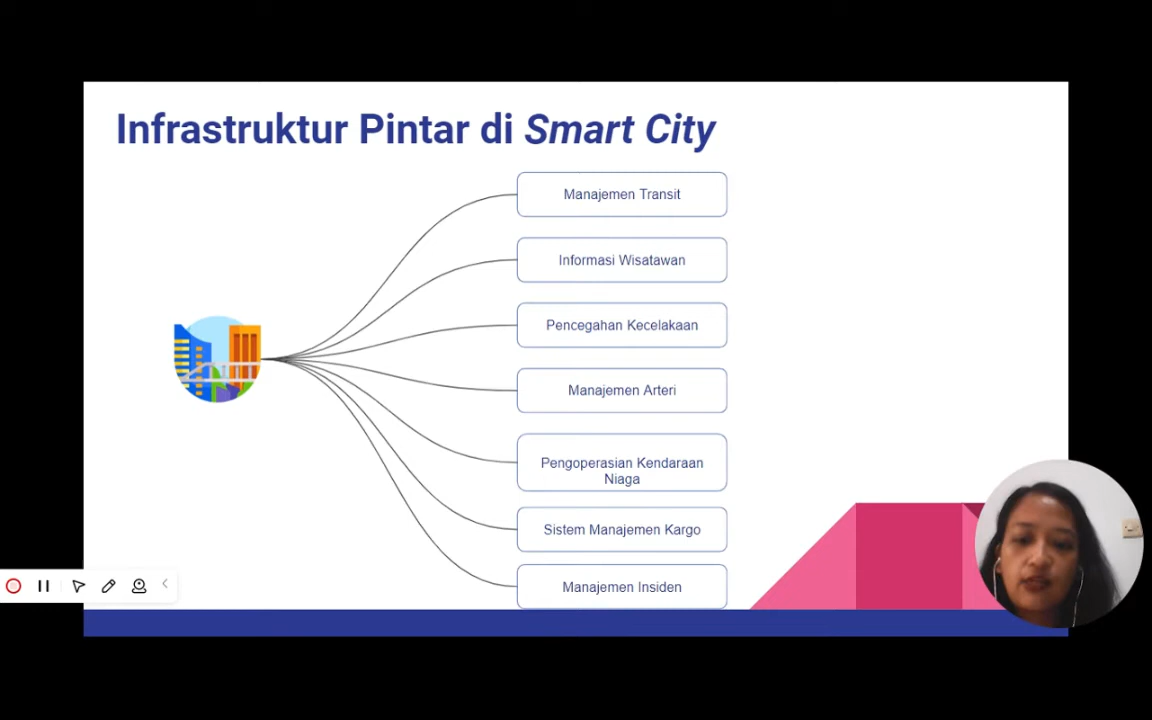 Infrastruktur Pintar di Smart City
Manajemen Transit
Informasi Wisatawan
Pencegahan Kecelakaan
Manajemen Arteri
Pengoperasian Kendaraan
Niaga
Sistem Manajemen Kargo
Manajemen Insiden